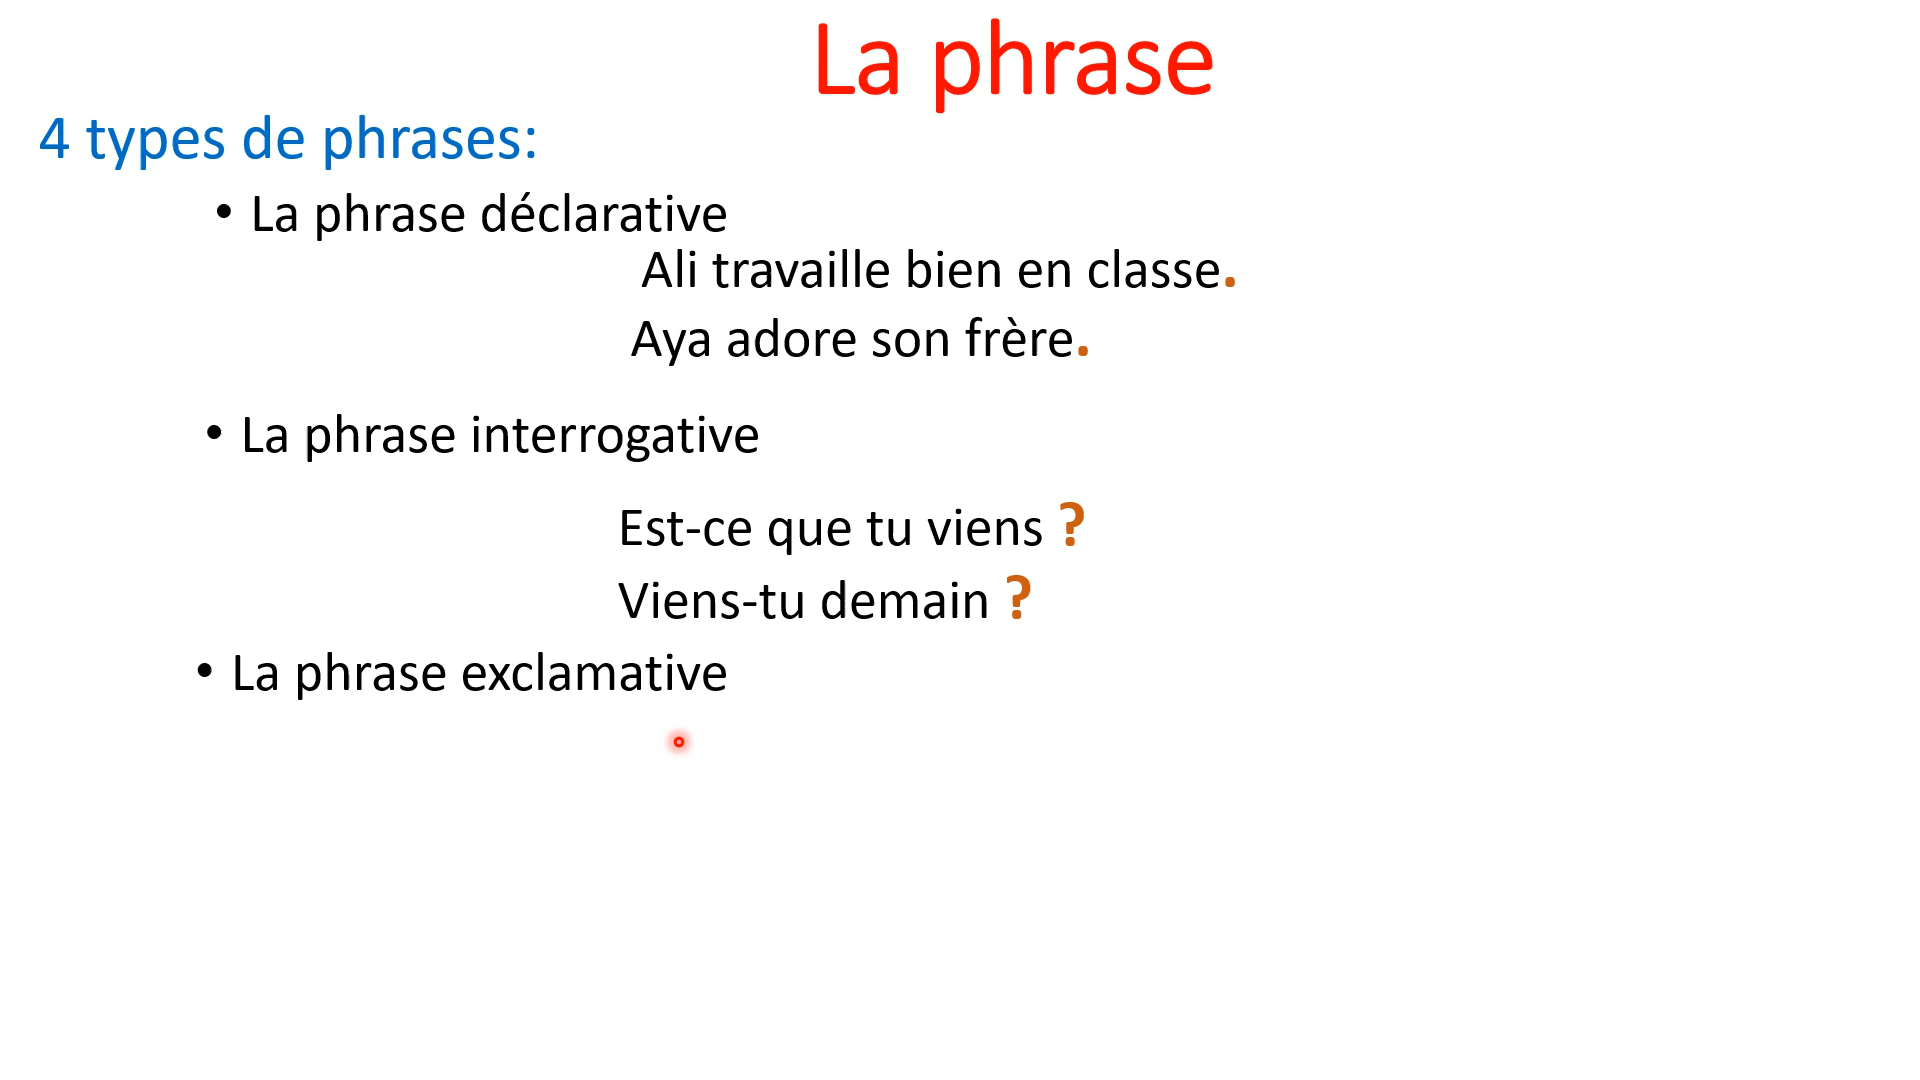 La phrase
4 types de phrases:
• La phrase déclarative
Ali travaille bien en classe.
Aya adore son frère.
• La phrase interrogative
Est-ce que tu viens ?
Viens-tu demain ?
• La phrase exclamative